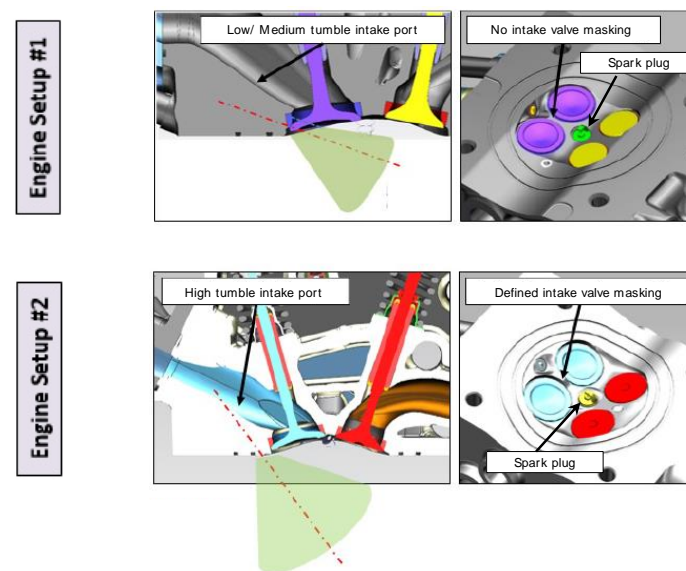 Engine Setup #1
Low/ Medium tumble intake port
No intake valve masking
Spark plug
Engine Setup #2
High tumble intake port
Defined intake valve masking
Spark plug